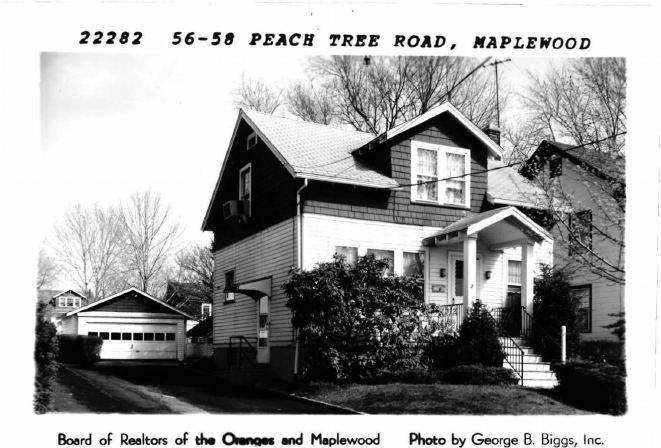 22282 56-58 PEACH TREE ROAD, MAPLEWOOD
Board of Realtors of the Oranges and Maplewood Photo by George B. Biggs, Inc.